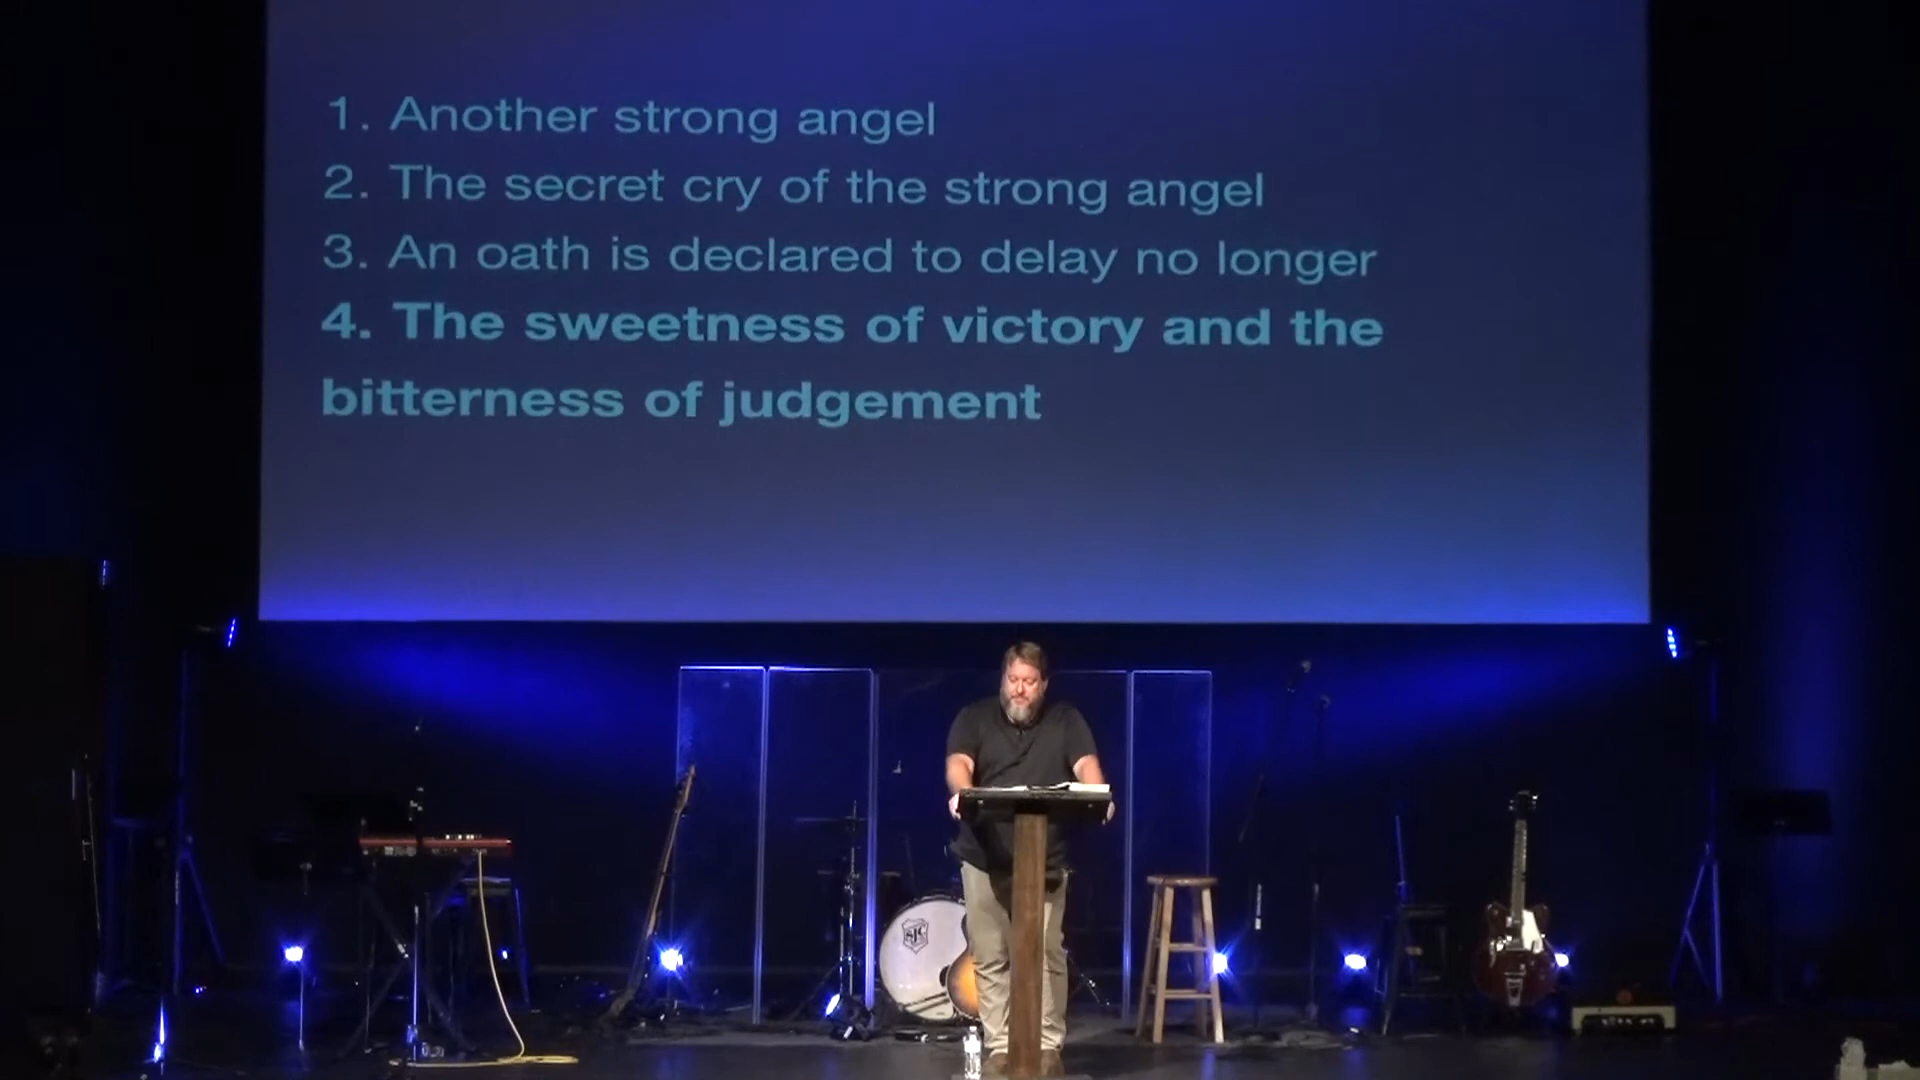 1. Another strong angel
2. The secret cry of the strong angel
3. An oath is declared to delay no longer
4. The sweetness of victory and the
bitterness of judgement
SJC